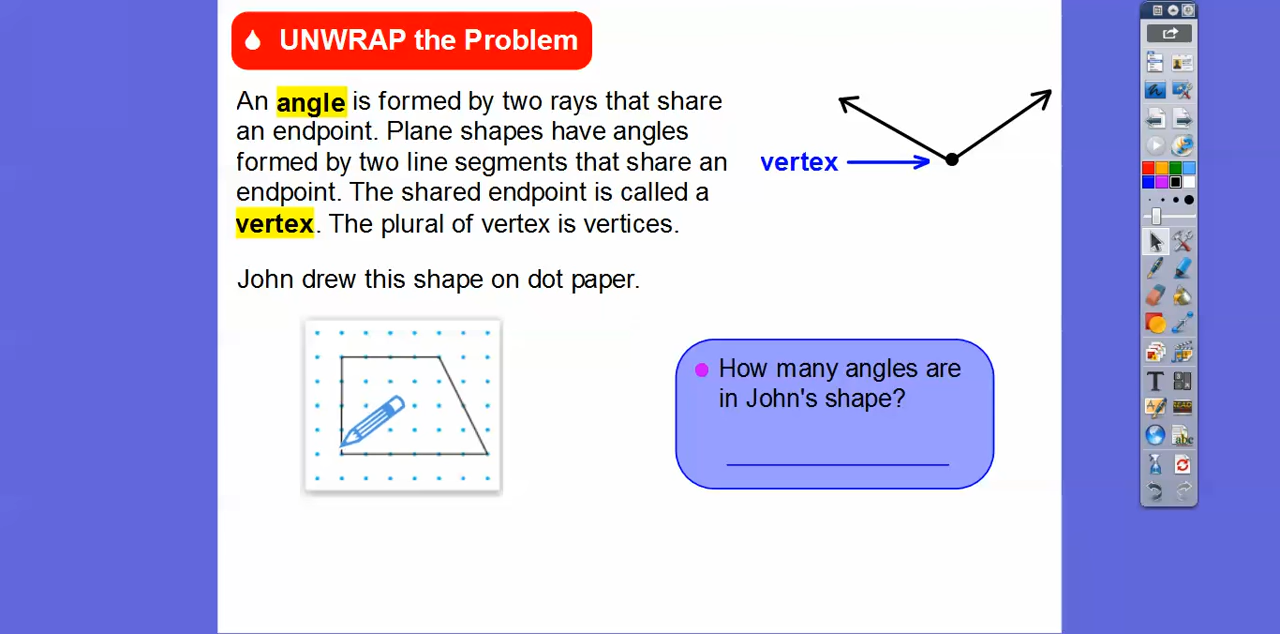 UNWRAP the Problem
An angle is formed by two rays that share
an endpoint. Plane shapes have angles
formed by two line segments that share an
endpoint. The shared endpoint is called a
vertex. The plural of vertex is vertices.
vertex
John drew this shape on dot paper.
How many angles are
in John's shape?